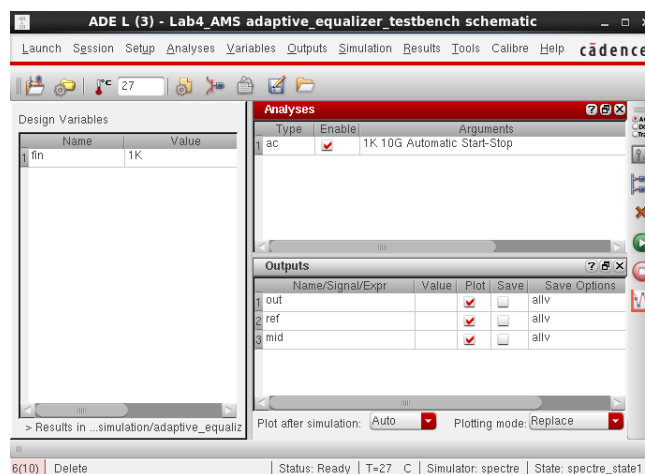 ADE L (3) - Lab4_AMS adaptive_equalizer_testbench schematic
Launch Session Setup Analyses Variables Outputs Simulation Results Tools Calibre Help cādence
°C 27
Design Variables
Name Value
1 fin 1K
> Results in ...simulation/adaptive_equaliz
Analyses
Type Enable Arguments
1 ac 1K 10G Automatic Start-Stop
Outputs
Name/Signal/Expr Value Plot Save Save Options
1 out allv
2 ref allv
3 mid allv
Plot after simulation: Auto Plotting mode: Replace
6(10) Delete Status: Ready T=27 C Simulator: spectre State: spectre_state1